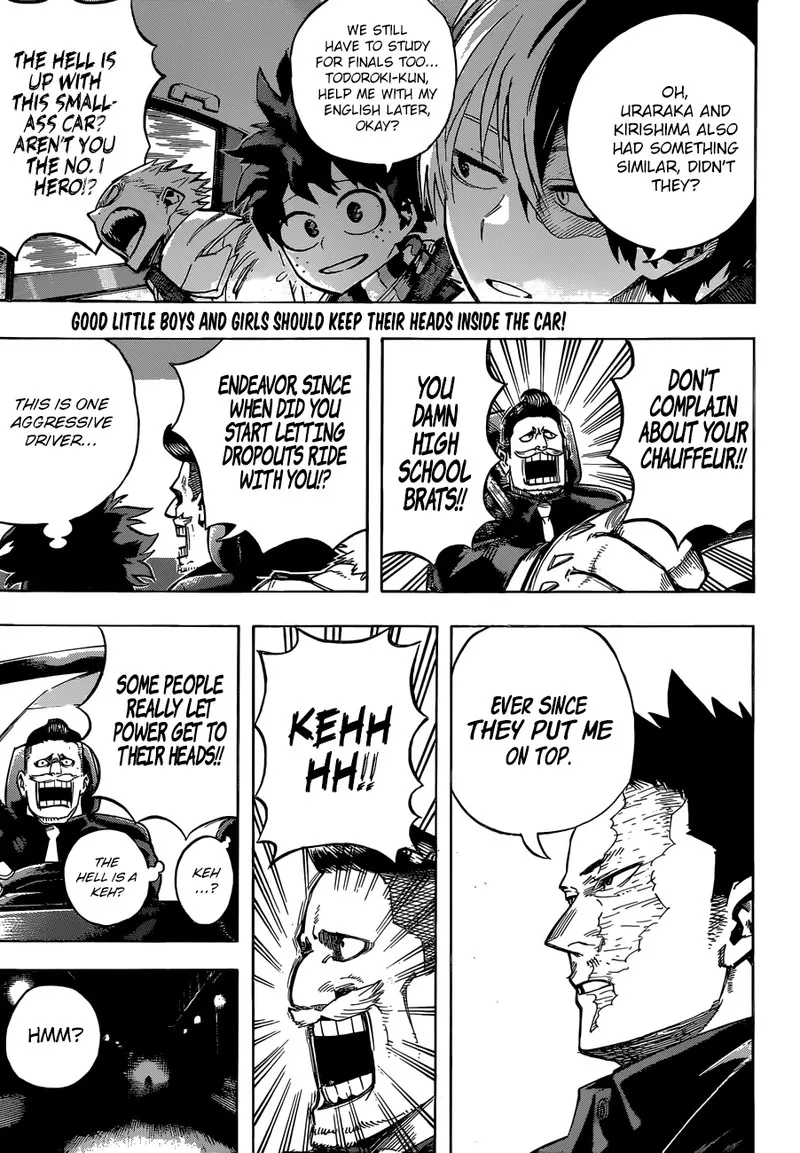 OH,
URARAKA AND
KIRISHIMA ALSO
HAD SOMETHING
SIMILAR, DIDN'T
THEY?
WE STILL
HAVE TO STUDY
FOR FINALS TOO...
TODOROKI-KUN,
HELP ME WITH MY
ENGLISH LATER,
OKAY?
THE HELL IS
UP WITH
THIS SMALL-
ASS CAR?
AREN'T YOU
THE NO. 1
HERO!?
GOOD LITTLE BOYS AND GIRLS SHOULD KEEP THEIR HEADS INSIDE THE CAR!
DON'T
COMPLAIN
ABOUT YOUR
CHAUFFEUR!!
YOU
DAMN
HIGH
SCHOOL
BRATS!!
ENDEAVOR, SINCE
WHEN DID YOU
START LETTING
DROPOUTS RIDE
WITH YOU!?
THIS IS ONE
AGGRESSIVE
DRIVER...
EVER SINCE
THEY PUT ME
ON TOP.
KEHH
HH!!
SOME PEOPLE
REALLY LET
POWER GET TO
THEIR HEADS!!
KEH
...?
THE
HELL IS A
KEH?
HMM?